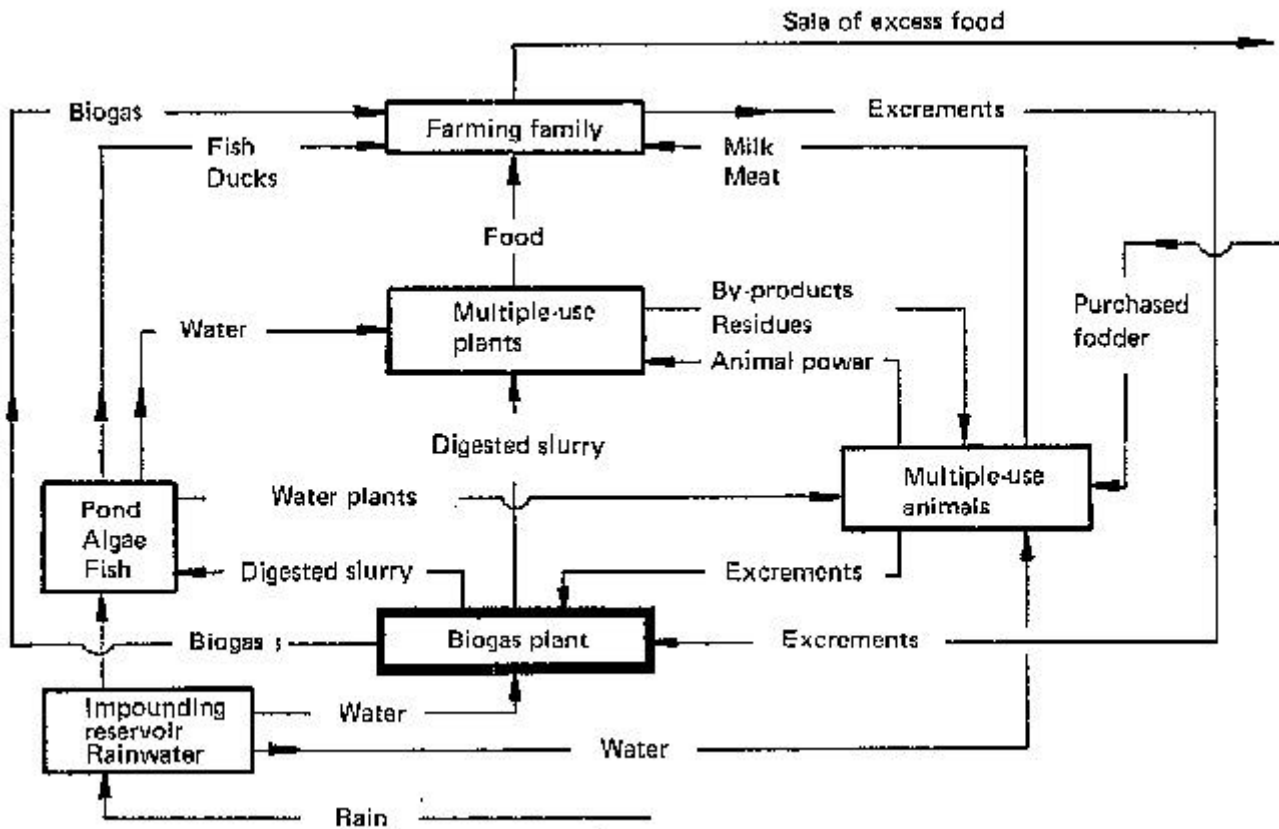 Sale of excess food
Biogas
Excrements
Farming family
Fish
Ducks
Milk
Meat
Food
By-products
Residues
Purchased
fodder
Multiple-use
plants
Water
Animal power
Digested slurry
Multiple-use
animals
Water plants
Pond
Algae
Fish
Digested slurry
Excrements
Biogas
Biogas plant
Excrements
Impounding
reservoir
Rainwater
Water
Water
Rain